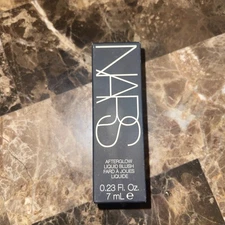 NARS
AFTERGLOW
LIQUID BLUSH
FARD À JOUES
LIQUIDE
0.23 Fl. Oz.
7 mL ℮